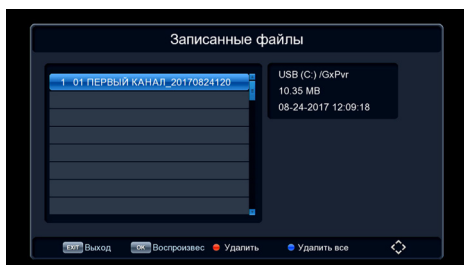 Записанные файлы
1 01 ПЕРВЫЙ КАНАЛ_20170824120
USB (C:) /GxPvr
10.35 MB
08-24-2017 12:09:18
EXIT Выход OK Воспроизвес Удалить Удалить все